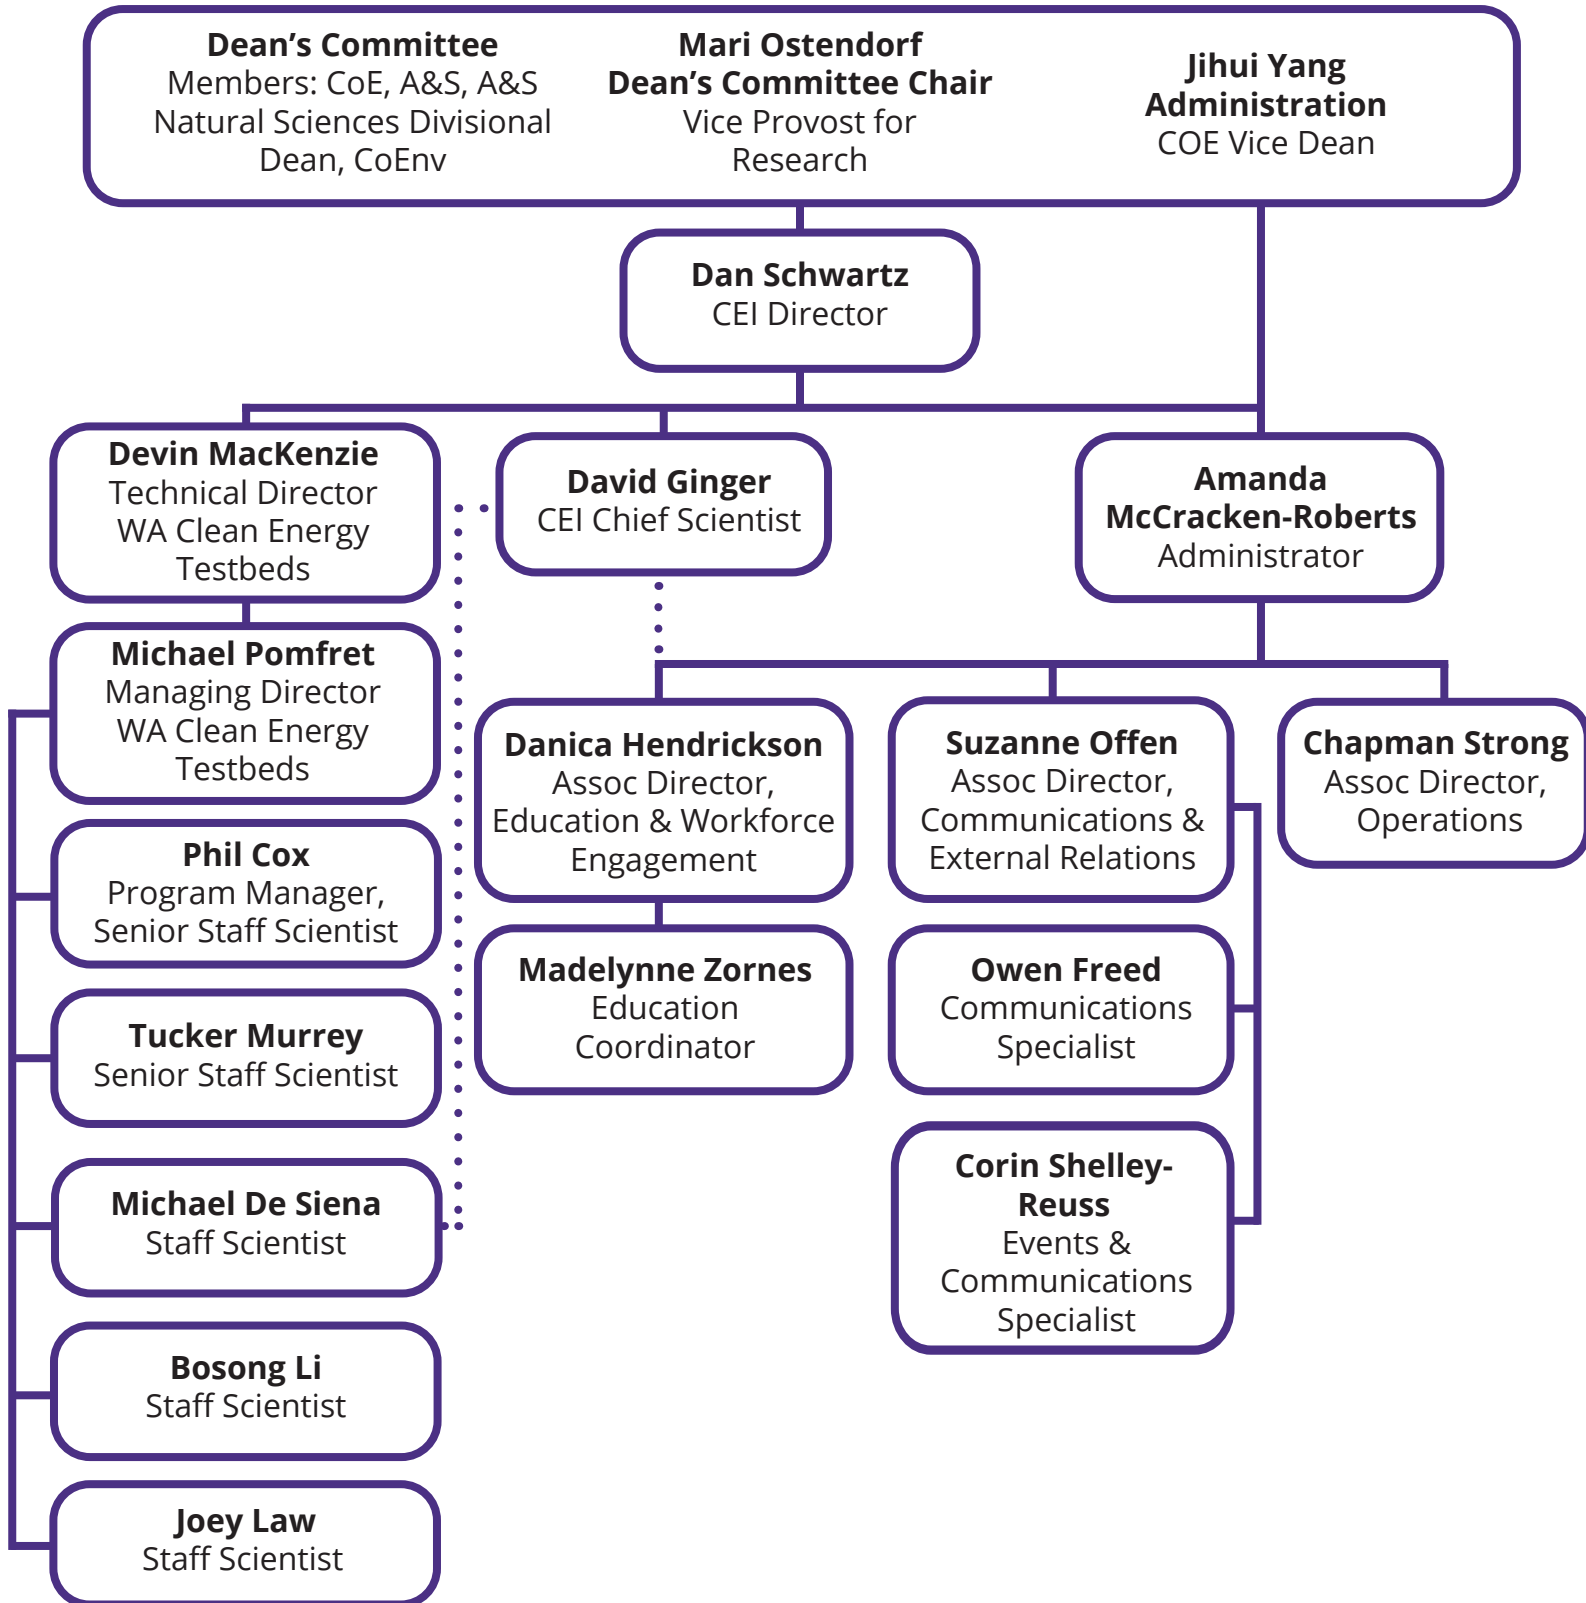 Dean’s Committee
Members: CoE, A&S, A&S
Natural Sciences Divisional
Dean, CoEnv
Mari Ostendorf
Dean’s Committee Chair
Vice Provost for
Research
Jihui Yang
Administration
COE Vice Dean
Dan Schwartz
CEI Director
Devin MacKenzie
Technical Director
WA Clean Energy
Testbeds
David Ginger
CEI Chief Scientist
Amanda
McCracken-Roberts
Administrator
Michael Pomfret
Managing Director
WA Clean Energy
Testbeds
Danica Hendrickson
Assoc Director,
Education & Workforce
Engagement
Suzanne Offen
Assoc Director,
Communications &
External Relations
Chapman Strong
Assoc Director,
Operations
Phil Cox
Program Manager,
Senior Staff Scientist
Madelynne Zornes
Education
Coordinator
Owen Freed
Communications
Specialist
Tucker Murrey
Senior Staff Scientist
Michael De Siena
Staff Scientist
Corin Shelley-
Reuss
Events &
Communications
Specialist
Bosong Li
Staff Scientist
Joey Law
Staff Scientist